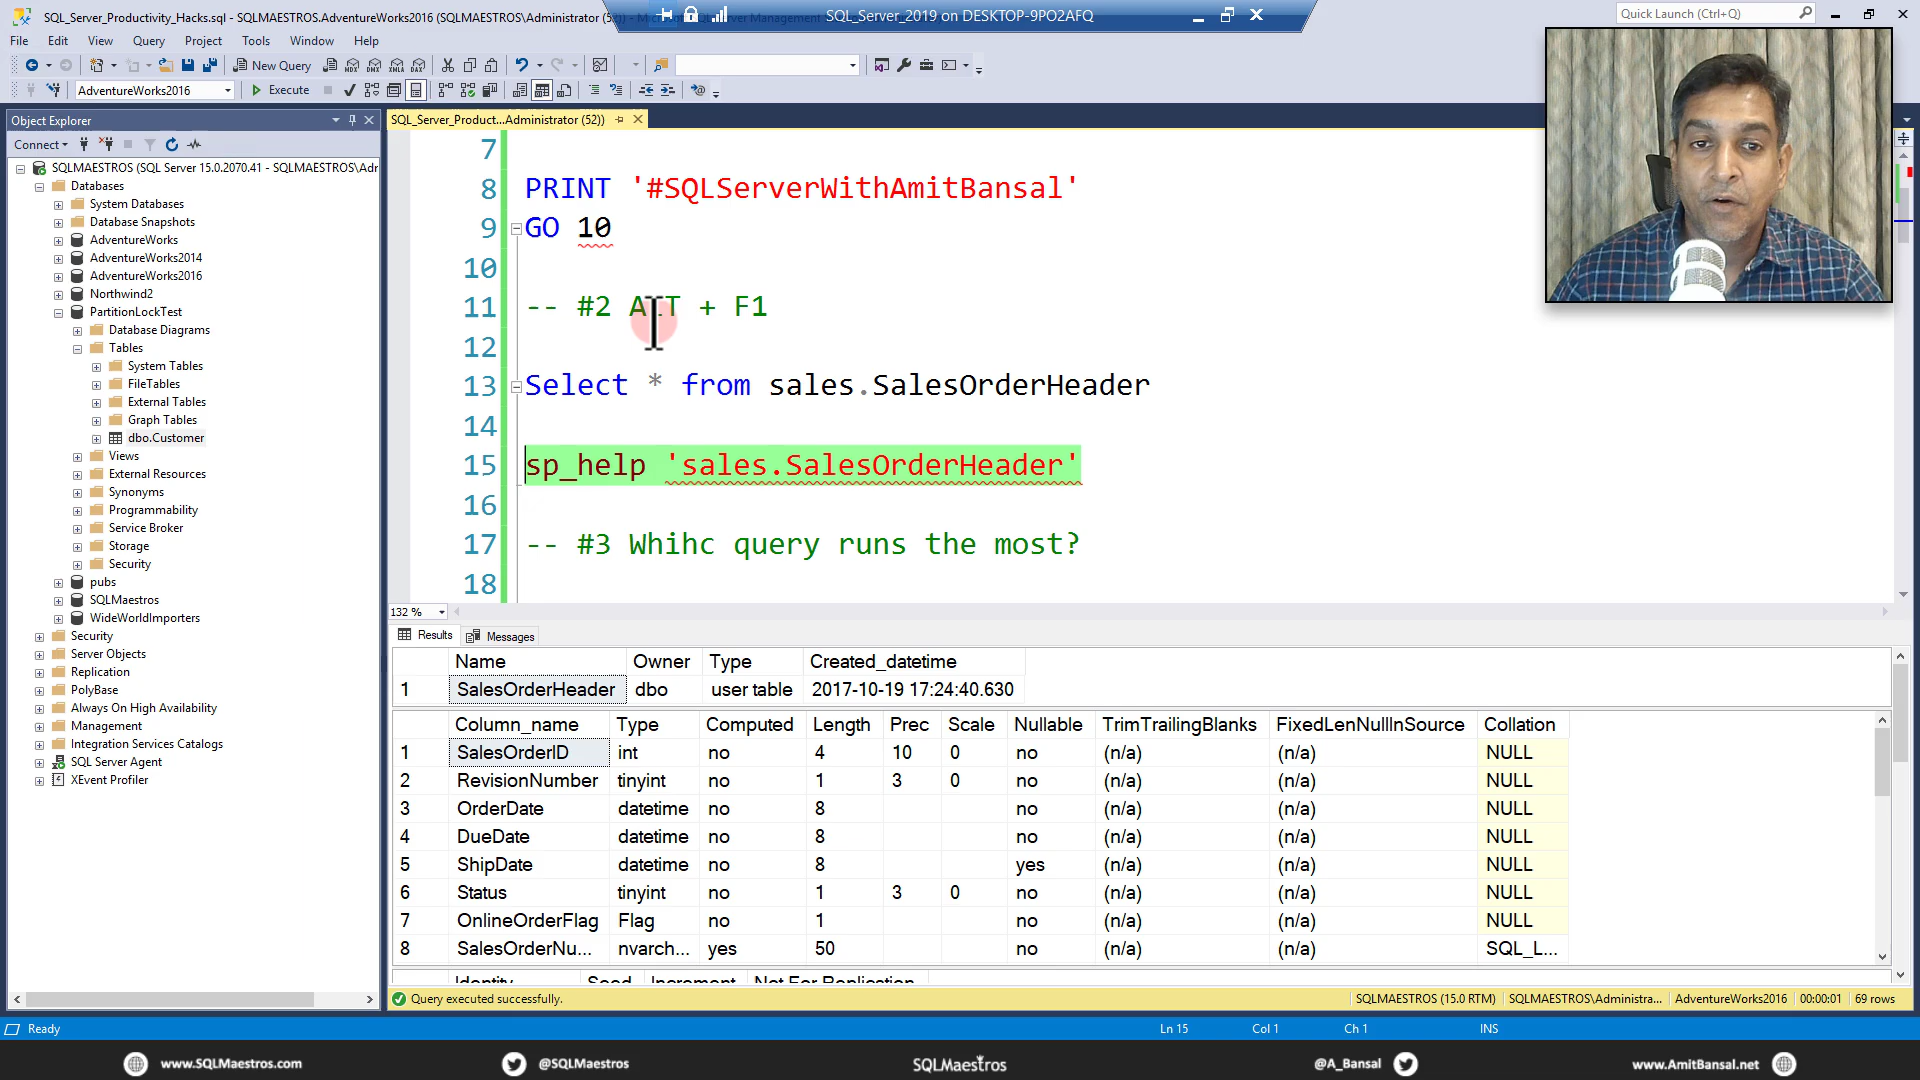 SQL_Server_Productivity_Hacks.sql - SQLMAESTROS.AdventureWorks2016 (SQLMAESTROS\Administrator (52))
SQL_Server_2019 on DESKTOP-9PO2AFQ
Quick Launch (Ctrl+Q)
File Edit View Query Project Tools Window Help
New Query
AdventureWorks2016
Execute
Object Explorer
Connect
SQLMAESTROS (SQL Server 15.0.2070.41 - SQLMAESTROS\Adr
Databases
System Databases
Database Snapshots
AdventureWorks
AdventureWorks2014
AdventureWorks2016
Northwind2
PartitionLockTest
Database Diagrams
Tables
System Tables
FileTables
External Tables
Graph Tables
dbo.Customer
Views
External Resources
Synonyms
Programmability
Service Broker
Storage
Security
pubs
SQLMaestros
WideWorldImporters
Security
Server Objects
Replication
PolyBase
Always On High Availability
Management
Integration Services Catalogs
SQL Server Agent
XEvent Profiler
SQL_Server_Product...Administrator (52))
7
8 PRINT '#SQLServerWithAmitBansal'
9 GO 10
10
11 -- #2 ALT + F1
12
13 Select * from sales.SalesOrderHeader
14
15 sp_help 'sales.SalesOrderHeader'
16
17 -- #3 Whihc query runs the most?
18
132 %
Results Messages
Name Owner Type Created_datetime
1 SalesOrderHeader dbo user table 2017-10-19 17:24:40.630
Column_name Type Computed Length Prec Scale Nullable TrimTrailingBlanks FixedLenNullInSource Collation
1 SalesOrderID int no 4 10 0 no (n/a) (n/a) NULL
2 RevisionNumber tinyint no 1 3 0 no (n/a) (n/a) NULL
3 OrderDate datetime no 8 no (n/a) (n/a) NULL
4 DueDate datetime no 8 no (n/a) (n/a) NULL
5 ShipDate datetime no 8 yes (n/a) (n/a) NULL
6 Status tinyint no 1 3 0 no (n/a) (n/a) NULL
7 OnlineOrderFlag Flag no 1 no (n/a) (n/a) NULL
8 SalesOrderNu... nvarch... yes 50 no (n/a) (n/a) SQL_L...
Identity Seed Increment Not For Replication
Query executed successfully.
SQLMAESTROS (15.0 RTM) SQLMAESTROS\Administra... AdventureWorks2016 00:00:01 69 rows
Ready
Ln 15 Col 1 Ch 1 INS
www.SQLMaestros.com @SQLMaestros SQLMaestros @A_Bansal www.AmitBansal.net